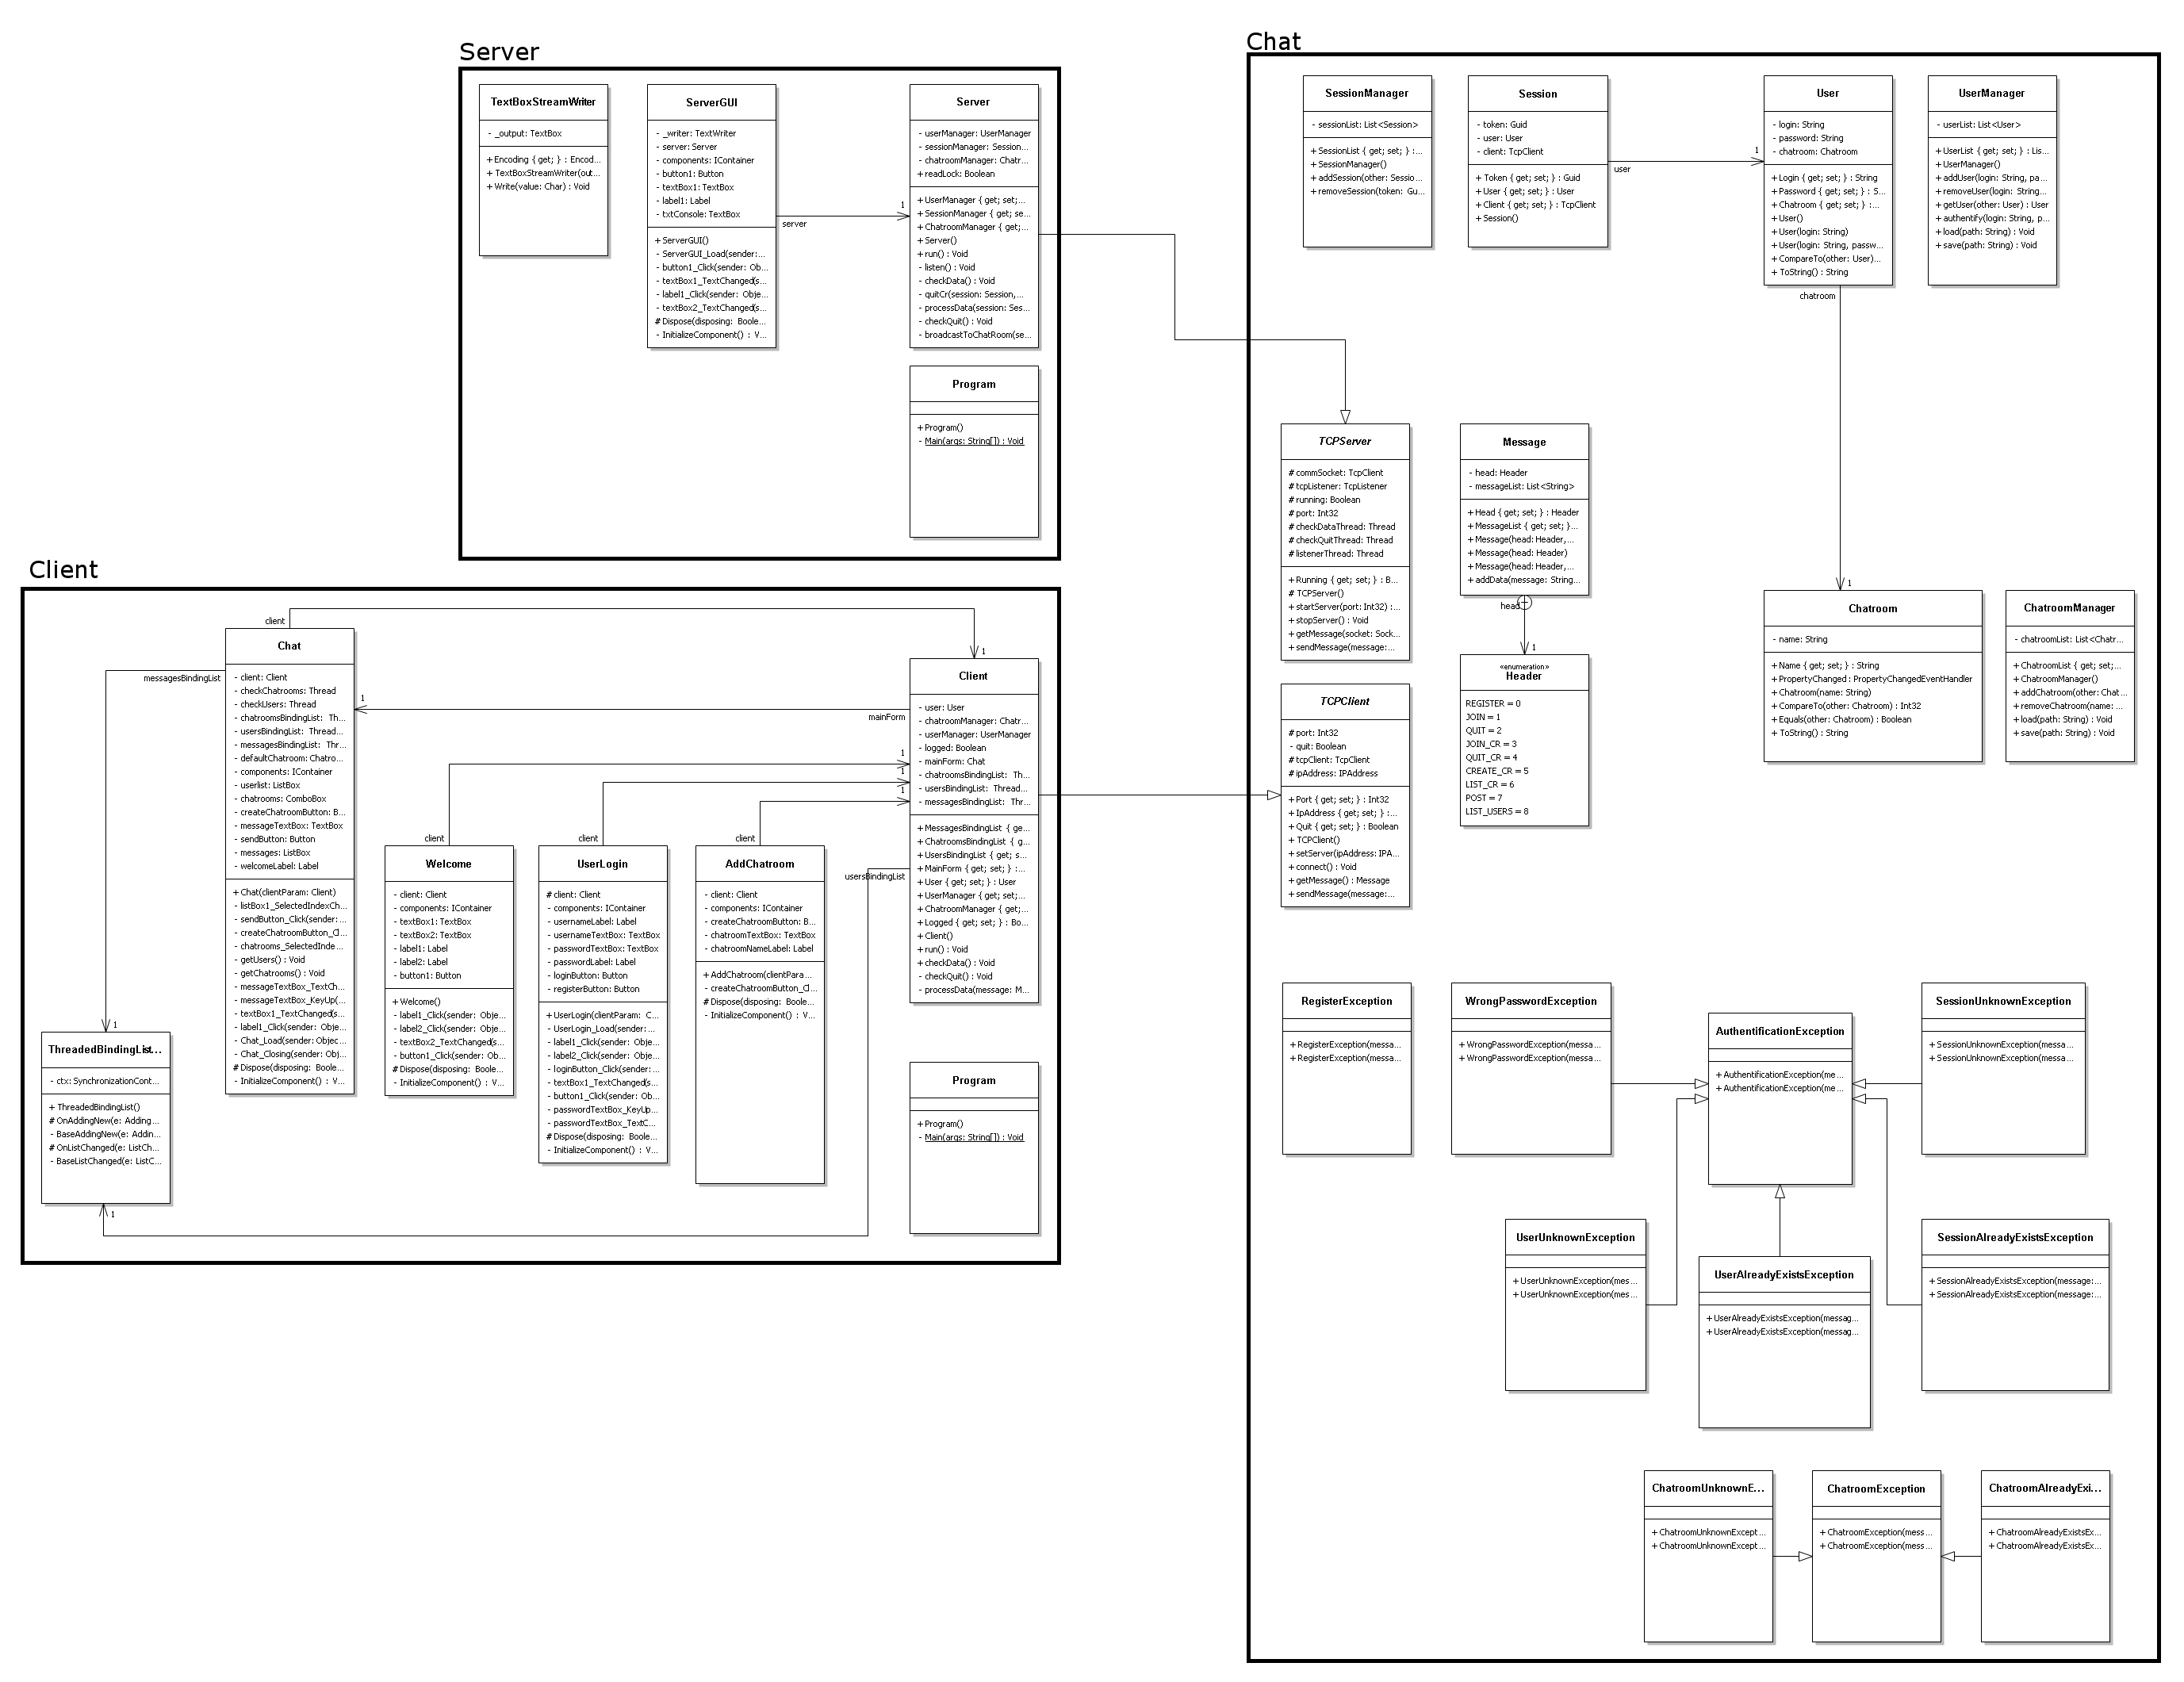 Server
TextBoxStreamWriter
- _output: TextBox
+ Encoding { get; } : Encod...
+ TextBoxStreamWriter(out...
+ Write(value: Char) : Void
ServerGUI
- _writer: TextWriter
- server: Server
- components: IContainer
- button1: Button
- textBox1: TextBox
- label1: Label
- txtConsole: TextBox
+ ServerGUI()
- ServerGUI_Load(sender:...
- button1_Click(sender: Ob...
- textBox1_TextChanged(s...
- label1_Click(sender: Obje...
- textBox2_TextChanged(s...
# Dispose(disposing: Boole...
- InitializeComponent() : V...
server
1
Server
- userManager: UserManager
- sessionManager: Session...
- chatroomManager: Chatr...
+ readLock: Boolean
+ UserManager { get; set;...
+ SessionManager { get; se...
+ ChatroomManager { get;...
+ Server()
+ run() : Void
- listen() : Void
- checkData() : Void
- quitCr(session: Session,...
- processData(session: Ses...
- checkQuit() : Void
- broadcastToChatRoom(se...
Program
+ Program()
- Main(args: String[]) : Void
Chat
SessionManager
- sessionList: List<Session>
+ SessionList { get; set; } :...
+ SessionManager()
+ addSession(other: Sessio...
+ removeSession(token: Gu...
Session
- token: Guid
- user: User
- client: TcpClient
+ Token { get; set; } : Guid
+ User { get; set; } : User
+ Client { get; set; } : TcpClient
+ Session()
user
1
User
- login: String
- password: String
- chatroom: Chatroom
+ Login { get; set; } : String
+ Password { get; set; } : S...
+ Chatroom { get; set; } :...
+ User()
+ User(login: String)
+ User(login: String, passw...
+ CompareTo(other: User)...
+ ToString() : String
chatroom
1
UserManager
- userList: List<User>
+ UserList { get; set; } : Lis...
+ UserManager()
+ addUser(login: String, pa...
+ removeUser(login: String...
+ getUser(other: User) : User
+ authentify(login: String, p...
+ load(path: String) : Void
+ save(path: String) : Void
TCPServer
# commSocket: TcpClient
# tcpListener: TcpListener
# running: Boolean
# port: Int32
# checkDataThread: Thread
# checkQuitThread: Thread
# listenerThread: Thread
+ Running { get; set; } : B...
# TCPServer()
+ startServer(port: Int32) :...
+ stopServer() : Void
+ getMessage(socket: Sock...
+ sendMessage(message:...
Message
- head: Header
- messageList: List<String>
+ Head { get; set; } : Header
+ MessageList { get; set; }...
+ Message(head: Header,...
+ Message(head: Header)
+ Message(head: Header,...
+ addData(message: String...
head
1
«enumeration»
Header
REGISTER = 0
JOIN = 1
QUIT = 2
JOIN_CR = 3
QUIT_CR = 4
CREATE_CR = 5
LIST_CR = 6
POST = 7
LIST_USERS = 8
Chatroom
- name: String
+ Name { get; set; } : String
+ PropertyChanged : PropertyChangedEventHandler
+ Chatroom(name: String)
+ CompareTo(other: Chatroom) : Int32
+ Equals(other: Chatroom) : Boolean
+ ToString() : String
ChatroomManager
- chatroomList: List<Chatr...
+ ChatroomList { get; set;...
+ ChatroomManager()
+ addChatroom(other: Chat...
+ removeChatroom(name: ...
+ load(path: String) : Void
+ save(path: String) : Void
TCPClient
# port: Int32
- quit: Boolean
# tcpClient: TcpClient
# ipAddress: IPAddress
+ Port { get; set; } : Int32
+ IpAddress { get; set; } :...
+ Quit { get; set; } : Boolean
+ TCPClient()
+ setServer(ipAddress: IPA...
+ connect() : Void
+ getMessage() : Message
+ sendMessage(message:...
Client
client
1
Chat
- client: Client
- checkChatrooms: Thread
- checkUsers: Thread
- chatroomsBindingList: Th...
- usersBindingList: Thread...
- messagesBindingList: Thr...
- defaultChatroom: Chatro...
- components: IContainer
- userlist: ListBox
- chatrooms: ComboBox
- createChatroomButton: B...
- messageTextBox: TextBox
- sendButton: Button
- messages: ListBox
- welcomeLabel: Label
+ Chat(clientParam: Client)
- listBox1_SelectedIndexCh...
- sendButton_Click(sender: ...
- createChatroomButton_Cl...
- chatrooms_SelectedInde...
- getUsers() : Void
- getChatrooms() : Void
- messageTextBox_TextCh...
- messageTextBox_KeyUp(...
- textBox1_TextChanged(s...
- label1_Click(sender: Obje...
- Chat_Load(sender: Objec...
- Chat_Closing(sender: Obj...
# Dispose(disposing: Boole...
- InitializeComponent() : V...
messagesBindingList
1
mainForm
1
Client
- user: User
- chatroomManager: Chatr...
- userManager: UserManager
- logged: Boolean
- mainForm: Chat
- chatroomsBindingList: Th...
- usersBindingList: Thread...
- messagesBindingList: Thr...
+ MessagesBindingList { ge...
+ ChatroomsBindingList { g...
+ UsersBindingList { get; s...
+ MainForm { get; set; } :...
+ User { get; set; } : User
+ UserManager { get; set;...
+ ChatroomManager { get;...
+ Logged { get; set; } : Bo...
+ Client()
+ run() : Void
+ checkData() : Void
- checkQuit() : Void
- processData(message: M...
1
1
1
client
client
client
usersBindingList
1
Welcome
- client: Client
- components: IContainer
- textBox1: TextBox
- textBox2: TextBox
- label1: Label
- label2: Label
- button1: Button
+ Welcome()
- label1_Click(sender: Obje...
- label2_Click(sender: Obje...
- textBox2_TextChanged(s...
- button1_Click(sender: Ob...
# Dispose(disposing: Boole...
- InitializeComponent() : V...
UserLogin
# client: Client
- components: IContainer
- usernameLabel: Label
- usernameTextBox: TextBox
- passwordTextBox: TextBox
- passwordLabel: Label
- loginButton: Button
- registerButton: Button
+ UserLogin(clientParam: C...
- UserLogin_Load(sender: ...
- label1_Click(sender: Obje...
- label2_Click(sender: Obje...
- loginButton_Click(sender:...
- textBox1_TextChanged(s...
- button1_Click(sender: Ob...
- passwordTextBox_KeyUp...
- passwordTextBox_TextC...
# Dispose(disposing: Boole...
- InitializeComponent() : V...
AddChatroom
- client: Client
- components: IContainer
- createChatroomButton: B...
- chatroomTextBox: TextBox
- chatroomNameLabel: Label
+ AddChatroom(clientPara...
- createChatroomButton_Cl...
# Dispose(disposing: Boole...
- InitializeComponent() : V...
ThreadedBindingList...
- ctx: SynchronizationCont...
+ ThreadedBindingList()
# OnAddingNew(e: Adding...
- BaseAddingNew(e: Addin...
# OnListChanged(e: ListCh...
- BaseListChanged(e: ListC...
Program
+ Program()
- Main(args: String[]) : Void
RegisterException
+ RegisterException(messa...
+ RegisterException(messa...
WrongPasswordException
+ WrongPasswordException(messa...
+ WrongPasswordException(messa...
AuthentificationException
+ AuthentificationException(me...
+ AuthentificationException(me...
SessionUnknownException
+ SessionUnknownException(messa...
+ SessionUnknownException(messa...
UserUnknownException
+ UserUnknownException(mes...
+ UserUnknownException(mes...
UserAlreadyExistsException
+ UserAlreadyExistsException(messag...
+ UserAlreadyExistsException(messag...
SessionAlreadyExistsException
+ SessionAlreadyExistsException(message:...
+ SessionAlreadyExistsException(message:...
ChatroomUnknownE...
+ ChatroomUnknownExcept...
+ ChatroomUnknownExcept...
ChatroomException
+ ChatroomException(mess...
+ ChatroomException(mess...
ChatroomAlreadyExi...
+ ChatroomAlreadyExistsEx...
+ ChatroomAlreadyExistsEx...